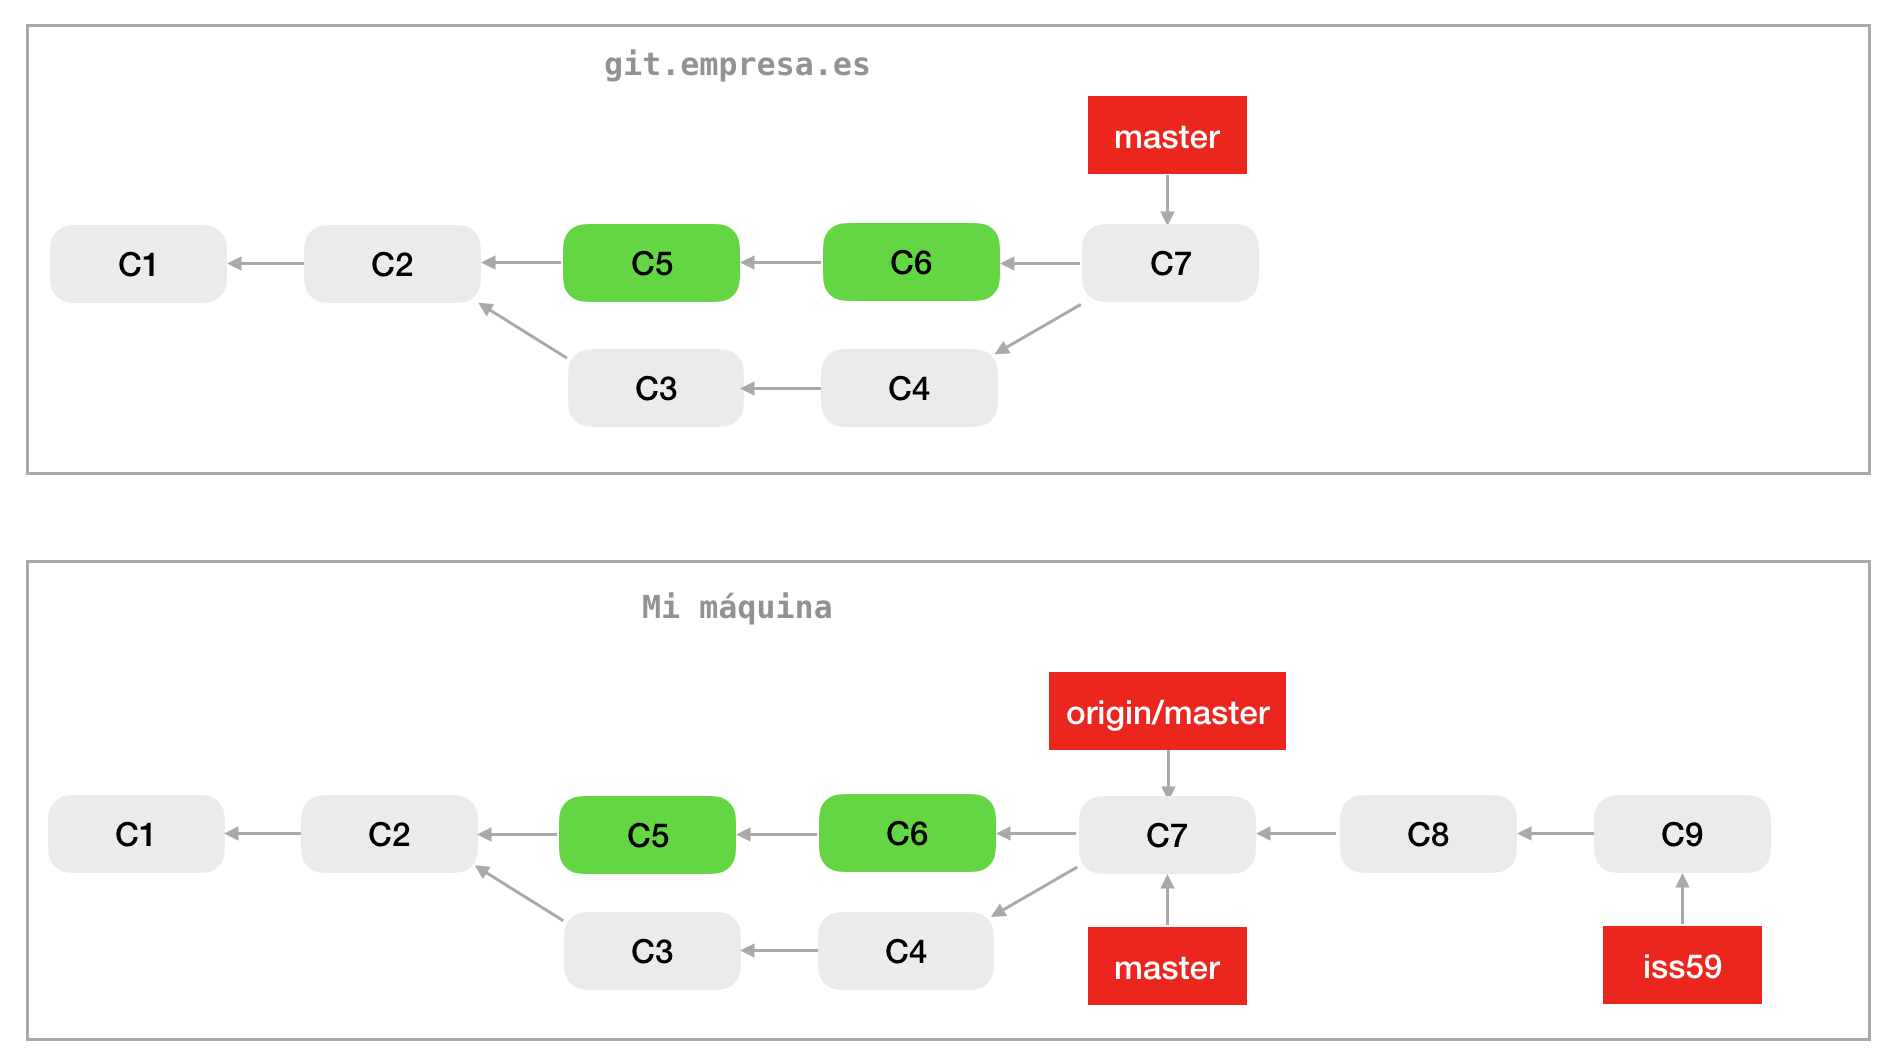 git.empresa.es
master
C1
C2
C5
C6
C7
C3
C4
Mi máquina
origin/master
C1
C2
C5
C6
C7
C8
C9
C3
C4
master
iss59